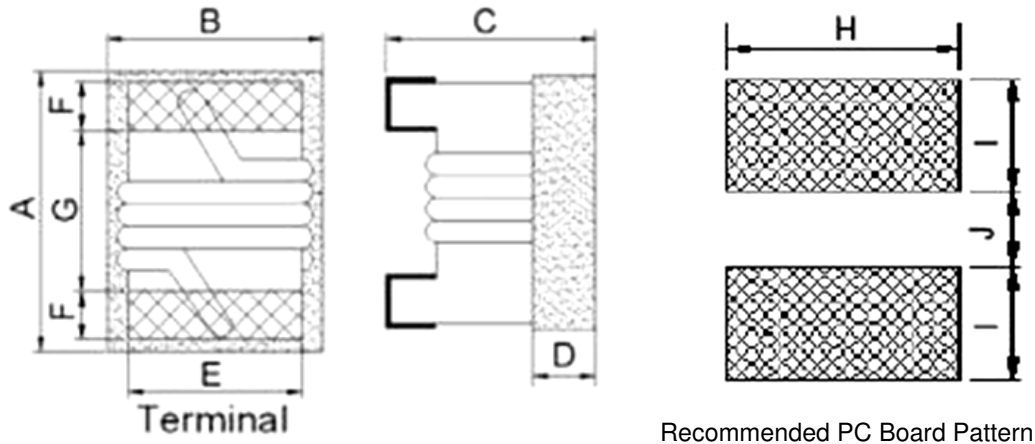 B
C
H
F
A
G
F
I
J
I
D
E
Terminal
Recommended PC Board Pattern